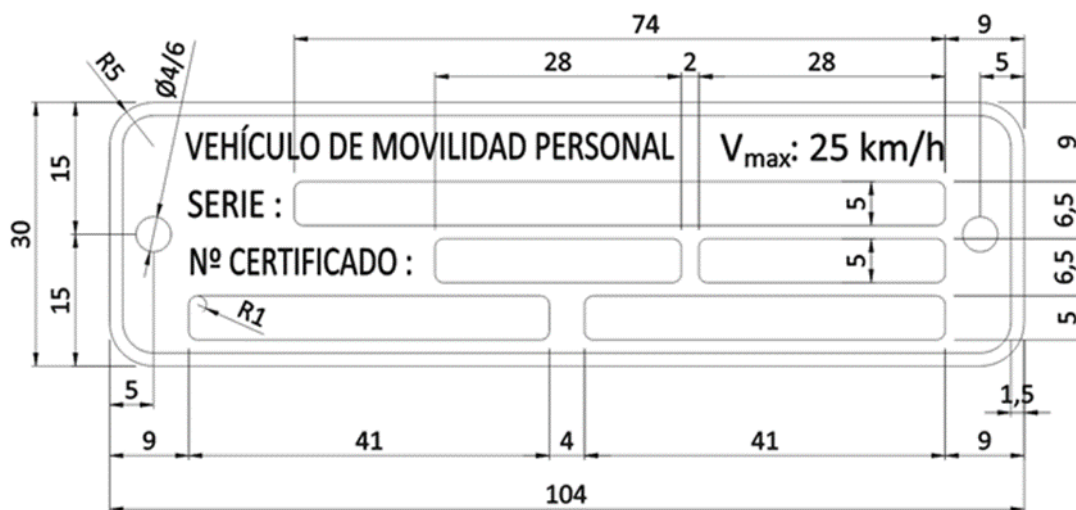 74 9
28 2 28 5
R5 Ø4/6
VEHÍCULO DE MOVILIDAD PERSONAL Vmax: 25 km/h 9
15
SERIE : 5 6,5
30
Nº CERTIFICADO : 5 6,5
15
R1 5
5 1,5
9 41 4 41 9
104